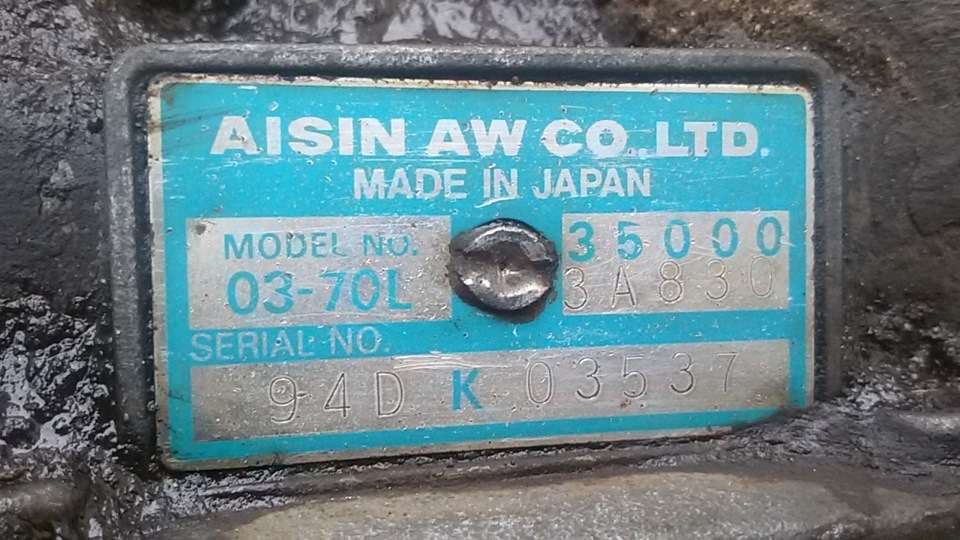 AISIN AW CO.,LTD.
MADE IN JAPAN
MODEL NO.
03-70L
35000
3A830
SERIAL NO.
94D K 03537